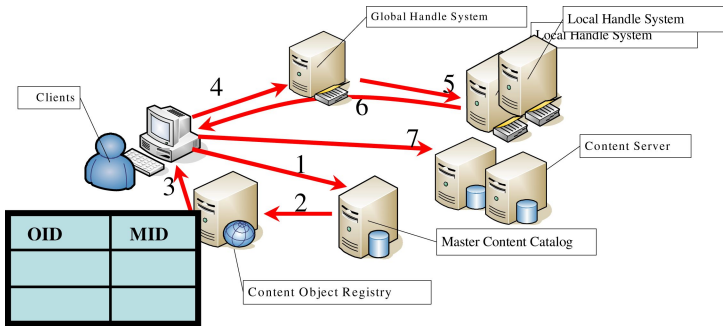 Global Handle System
Local Handle System
Local Handle System
4
5
6
Clients
7
Content Server
1
3
2
OID MID
Master Content Catalog
Content Object Registry